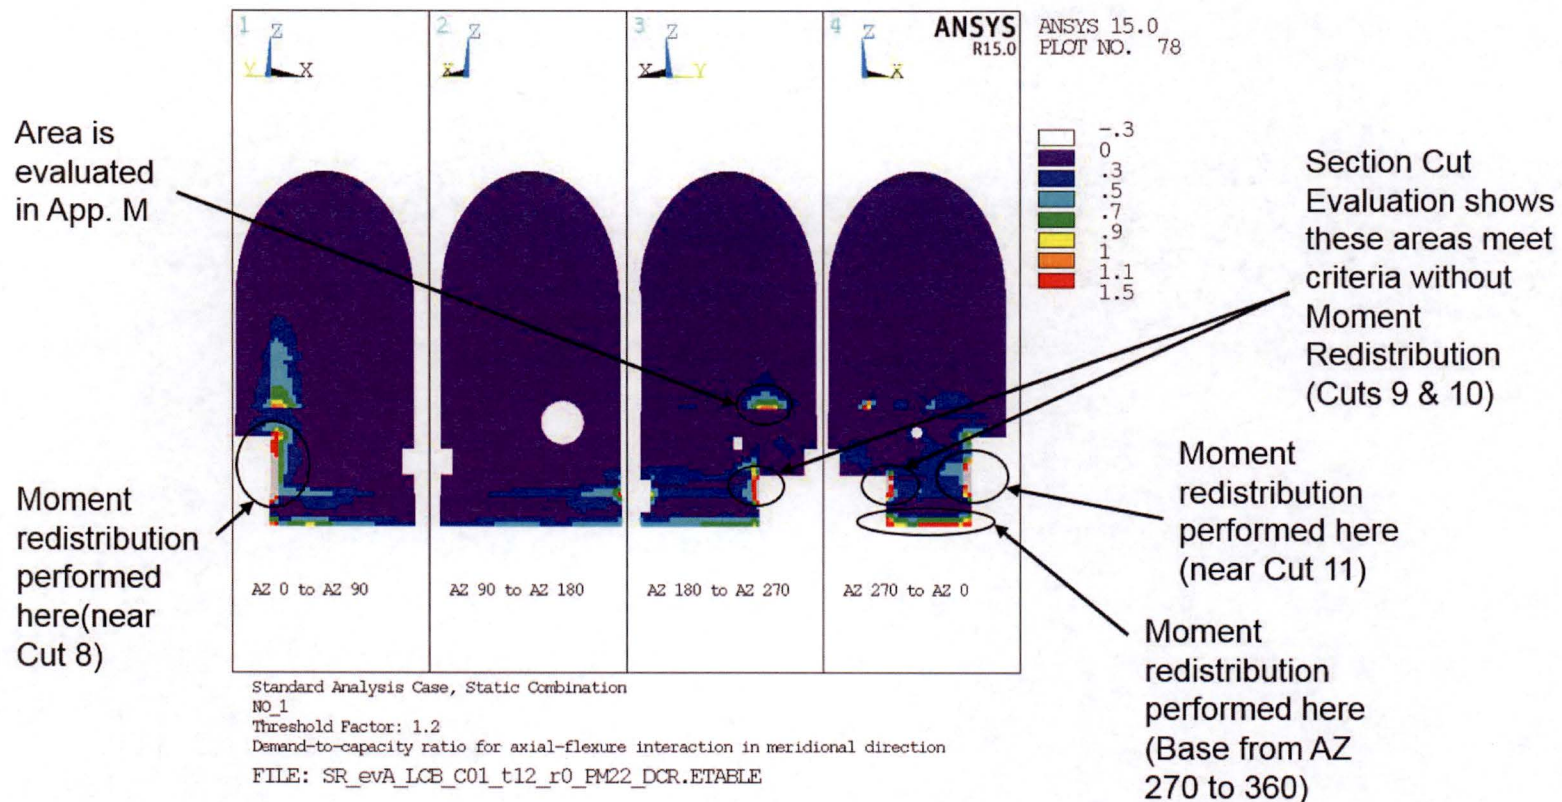 1
Z
Y
X
2
Z
X
3
Z
X
Y
4
Z
X
ANSYS
R15.0
ANSYS 15.0
PLOT NO. 78
-.3
0
.3
.5
.7
.9
1
1.1
1.5
Area is
evaluated
in App. M
Section Cut
Evaluation shows
these areas meet
criteria without
Moment
Redistribution
(Cuts 9 & 10)
Moment
redistribution
performed
here(near
Cut 8)
Moment
redistribution
performed here
(near Cut 11)
Moment
redistribution
performed here
(Base from AZ
270 to 360)
AZ 0 to AZ 90
AZ 90 to AZ 180
AZ 180 to AZ 270
AZ 270 to AZ 0
Standard Analysis Case, Static Combination
NO_1
Threshold Factor: 1.2
Demand-to-capacity ratio for axial-flexure interaction in meridional direction
FILE: SR_evA_LCB_C01_t12_r0_PM22_DCR.ETABLE